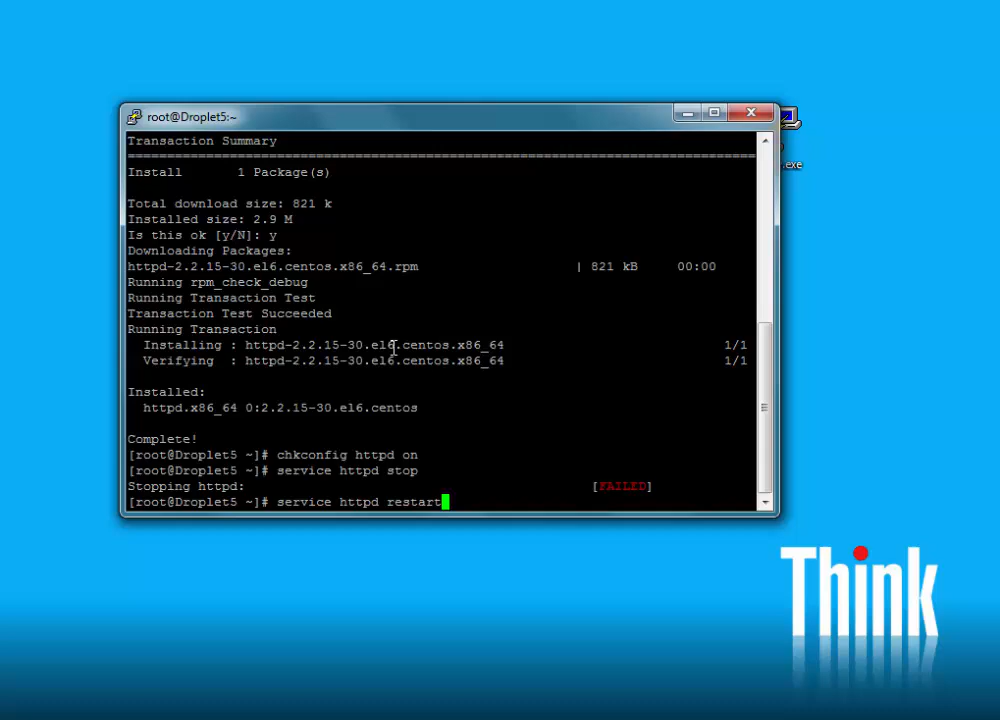 root@Droplet5:~
Transaction Summary
================================================================================
Install       1 Package(s)
Total download size: 821 k
Installed size: 2.9 M
Is this ok [y/N]: y
Downloading Packages:
httpd-2.2.15-30.el6.centos.x86_64.rpm | 821 kB 00:00
Running rpm_check_debug
Running Transaction Test
Transaction Test Succeeded
Running Transaction
Installing : httpd-2.2.15-30.el6.centos.x86_64 1/1
Verifying : httpd-2.2.15-30.el6.centos.x86_64 1/1
Installed:
httpd.x86_64 0:2.2.15-30.el6.centos
Complete!
[root@Droplet5 ~]# chkconfig httpd on
[root@Droplet5 ~]# service httpd stop
Stopping httpd: [FAILED]
[root@Droplet5 ~]# service httpd restart
.exe
Think